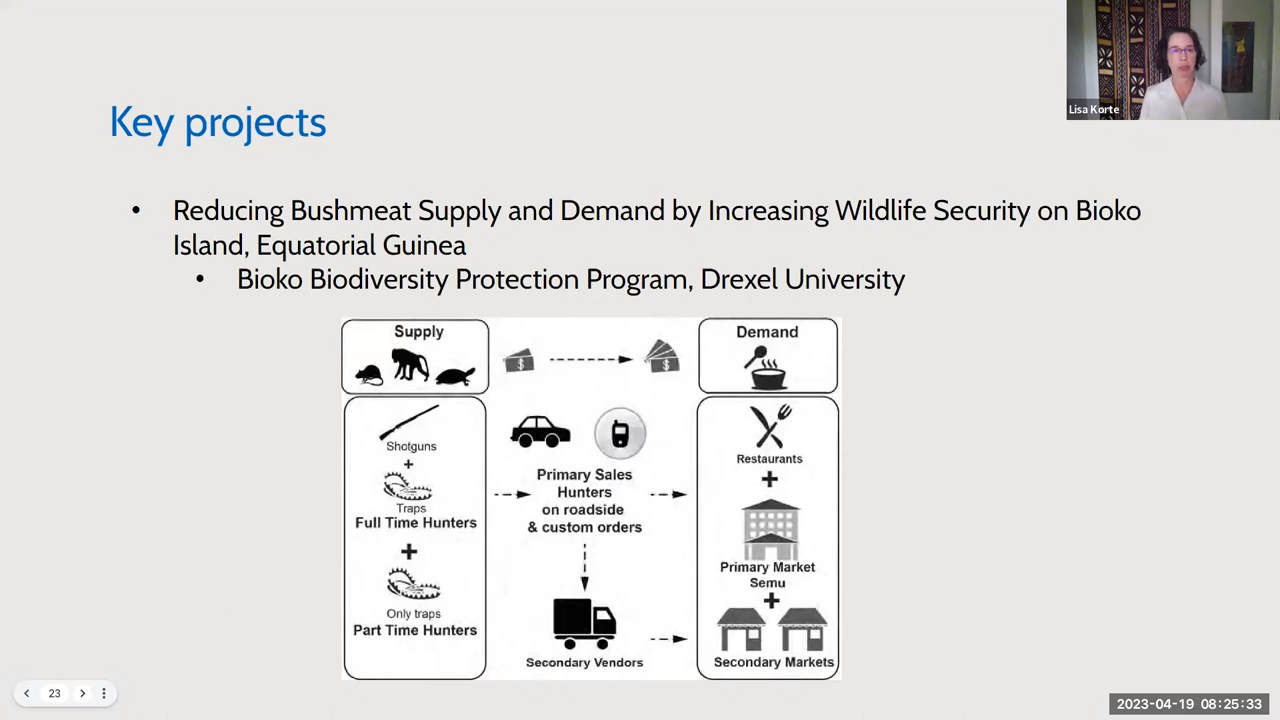 Key projects
Lisa Korte
• Reducing Bushmeat Supply and Demand by Increasing Wildlife Security on Bioko
Island, Equatorial Guinea
• Bioko Biodiversity Protection Program, Drexel University
Supply
Demand
$
$
Shotguns
+
Traps
Full Time Hunters
+
Only traps
Part Time Hunters
Primary Sales
Hunters
on roadside
& custom orders
Secondary Vendors
Restaurants
+
Primary Market
Semu
+
Secondary Markets
23
2023-04-19 08:25:33